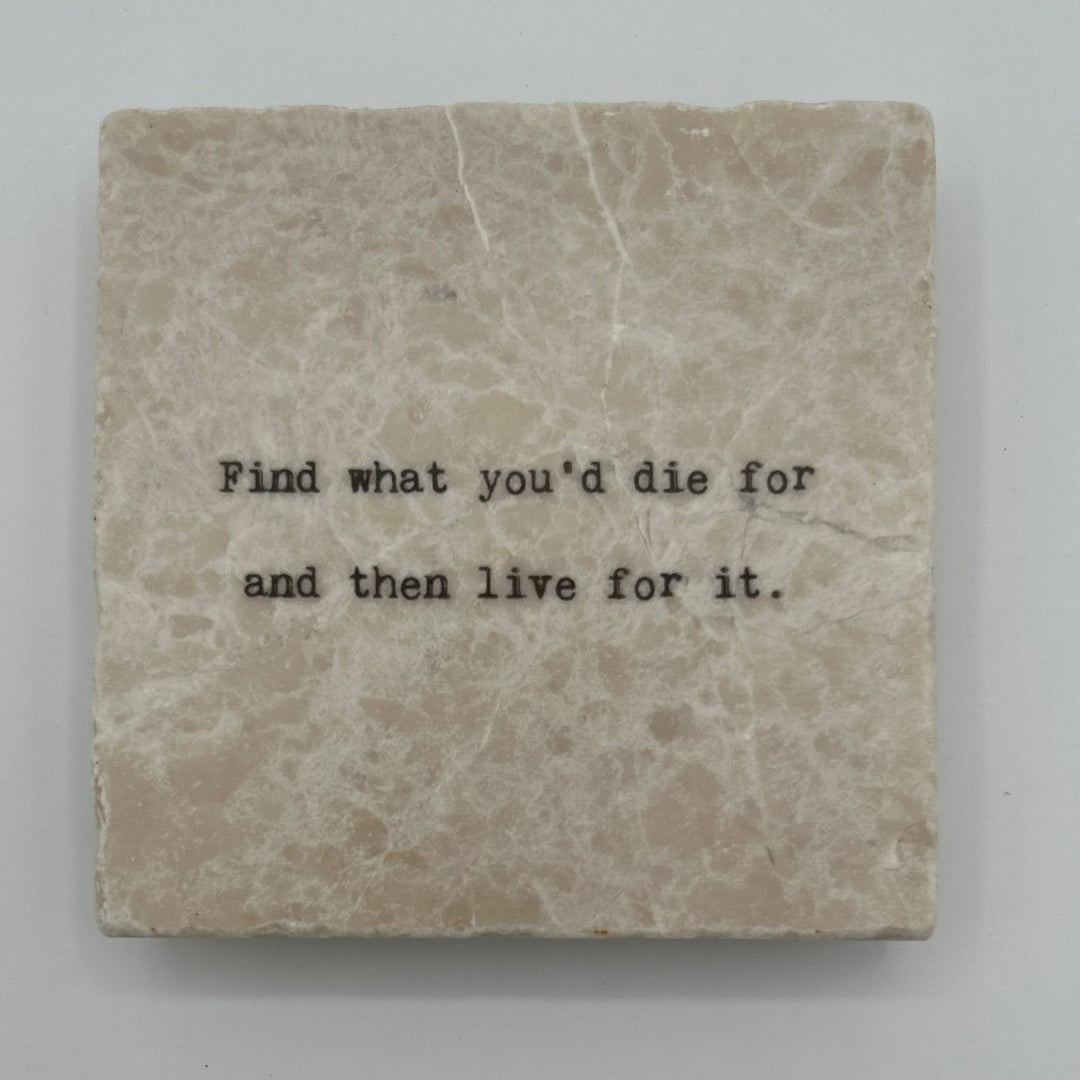 Find what you'd die for
and then live for it.